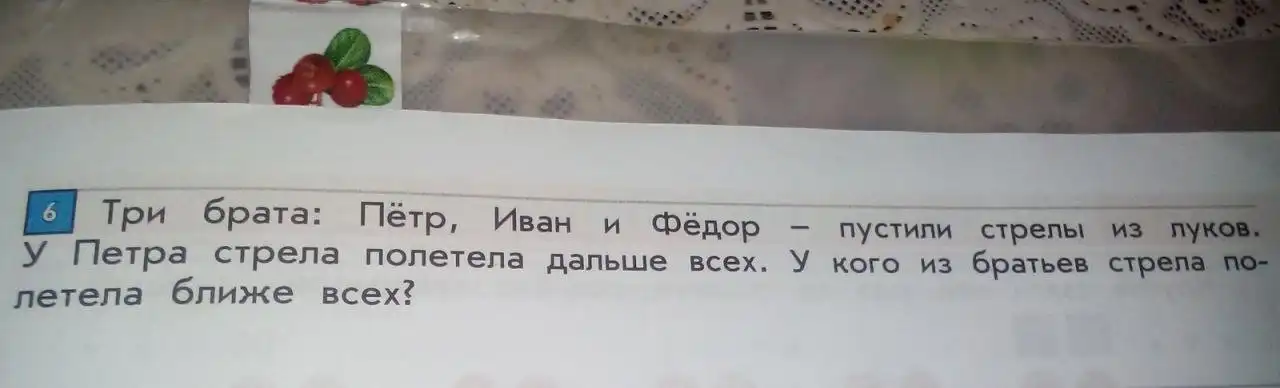 6 Три брата: Пётр, Иван и Фёдор – пустили стрелы из луков.
У Петра стрела полетела дальше всех. У кого из братьев стрела по-
летела ближе всех?